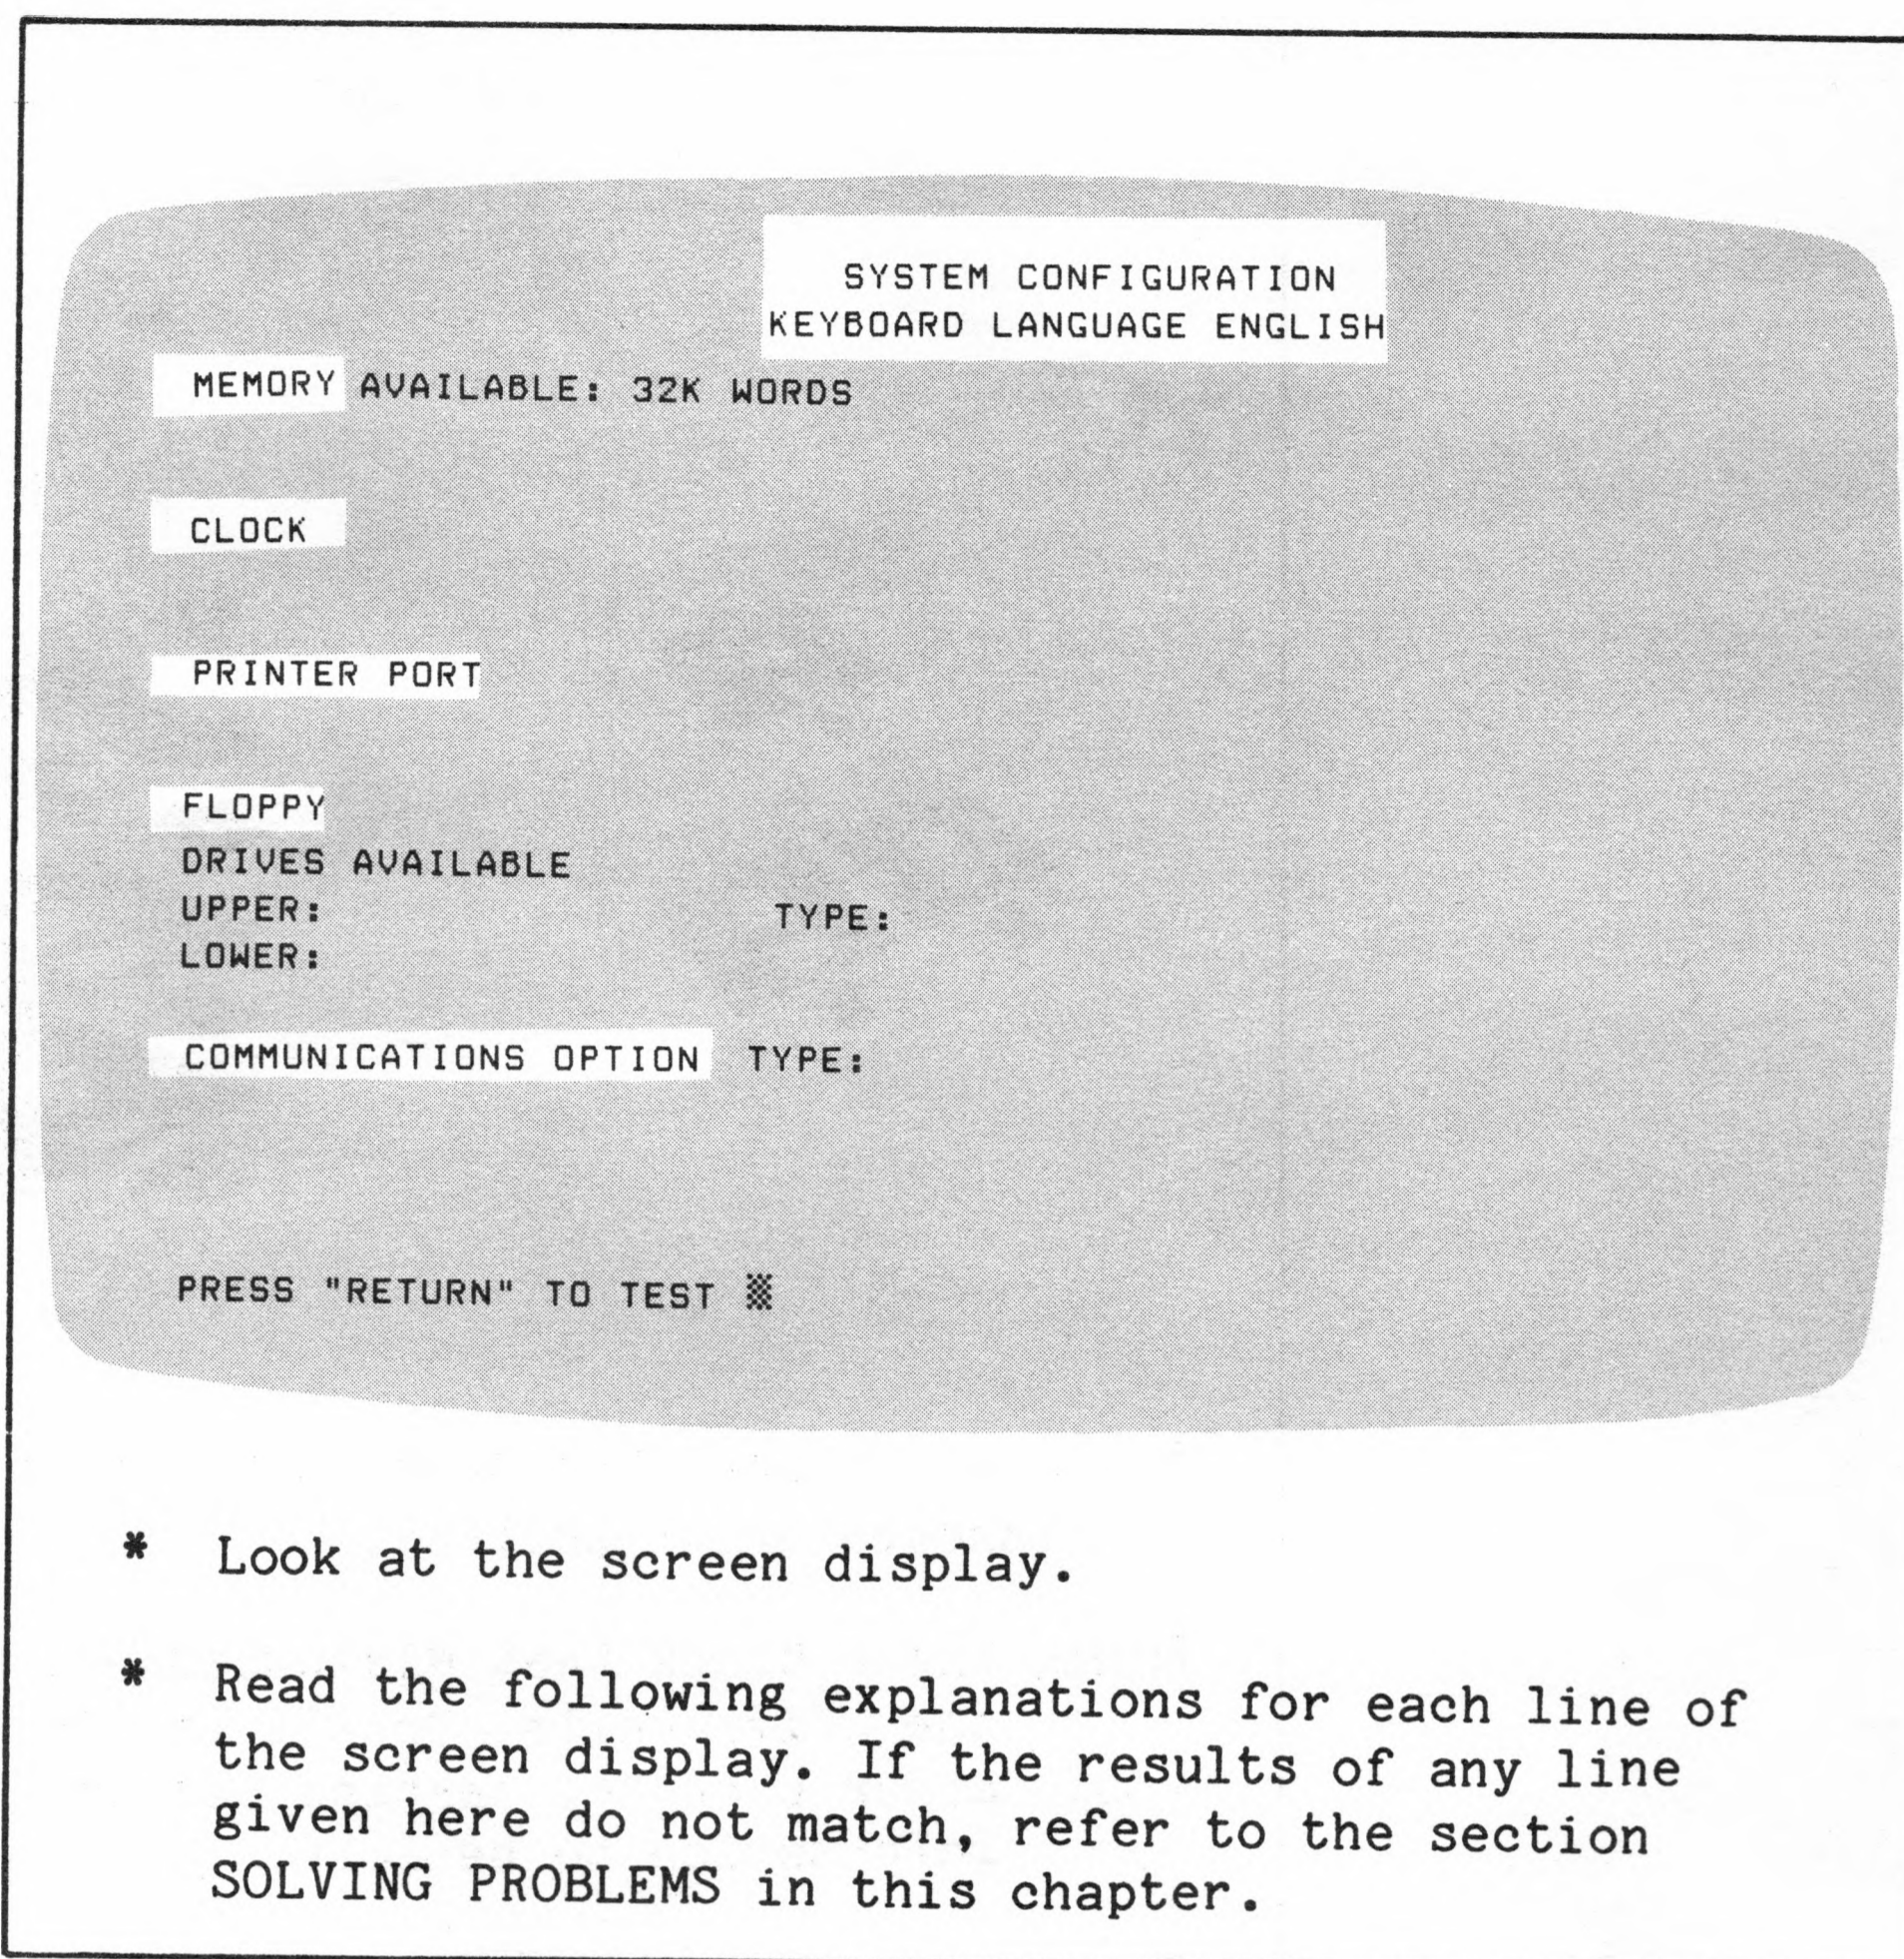 SYSTEM CONFIGURATION
KEYBOARD LANGUAGE ENGLISH
MEMORY AVAILABLE: 32K WORDS
CLOCK
PRINTER PORT
FLOPPY
DRIVES AVAILABLE
UPPER: TYPE:
LOWER:
COMMUNICATIONS OPTION TYPE:
PRESS "RETURN" TO TEST
* Look at the screen display.
* Read the following explanations for each line of
the screen display. If the results of any line
given here do not match, refer to the section
SOLVING PROBLEMS in this chapter.